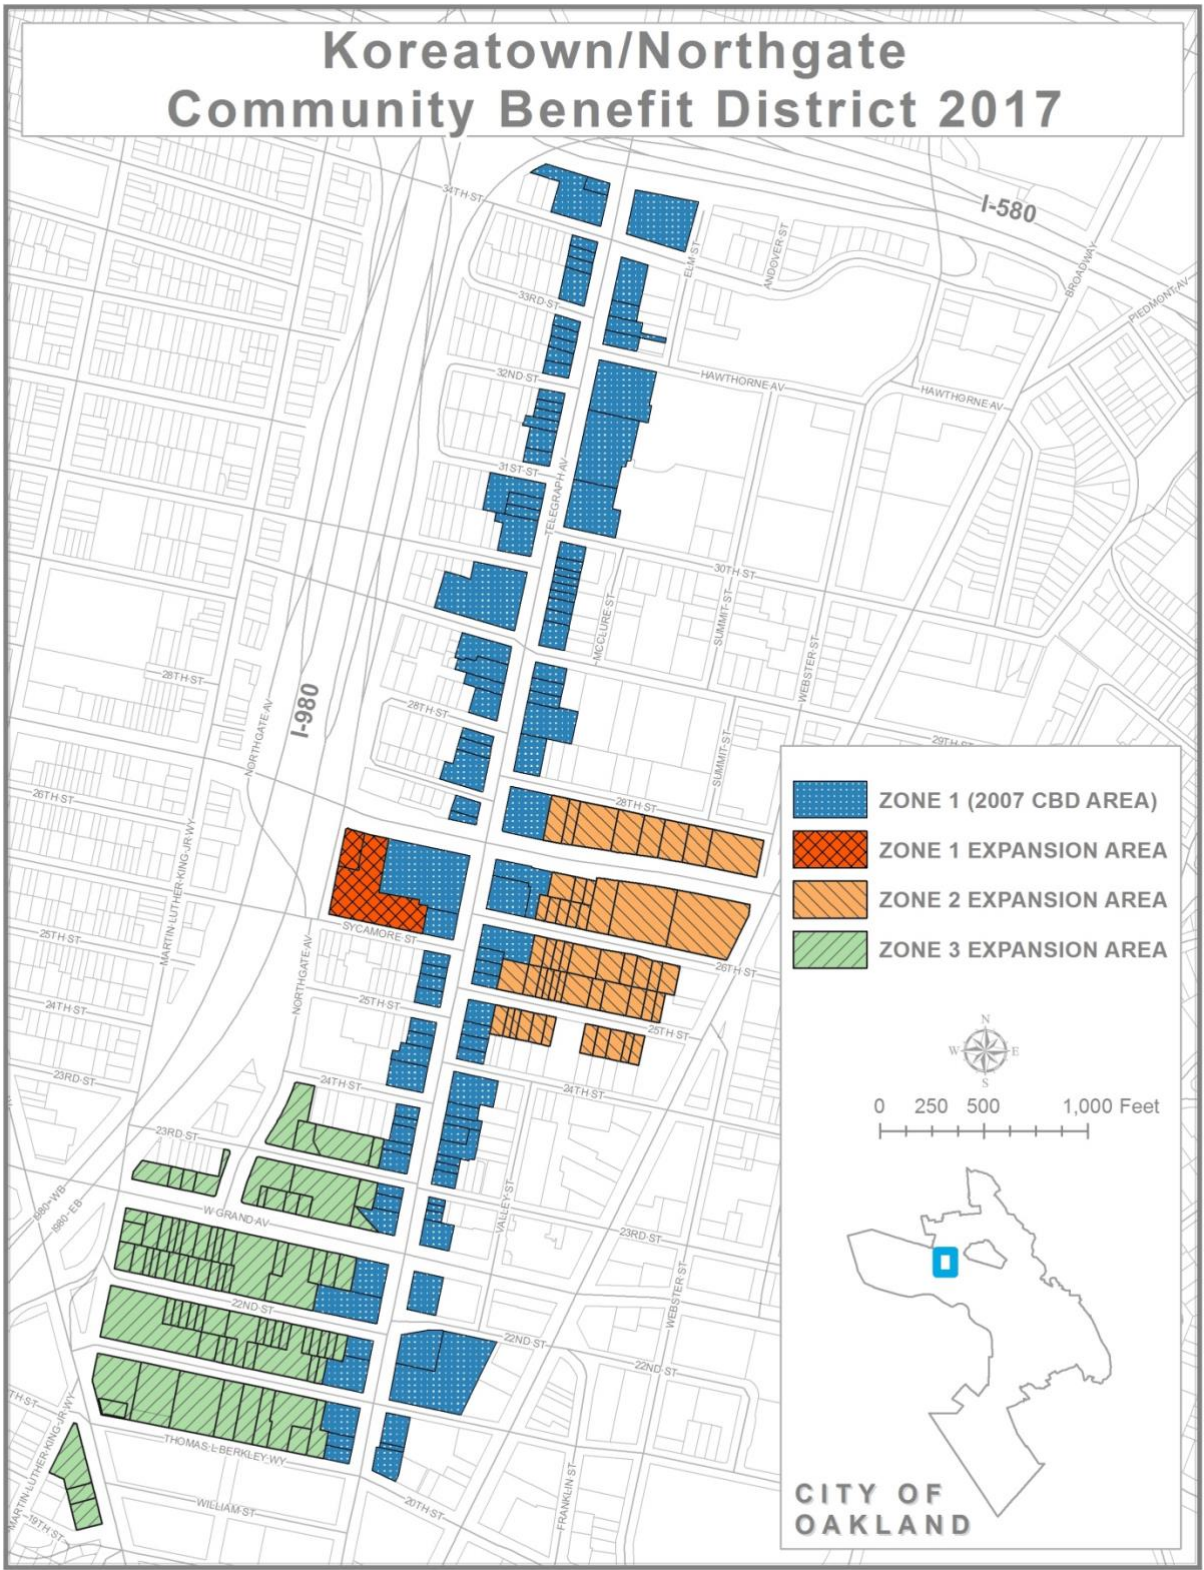 Koreatown/Northgate
Community Benefit District 2017
34TH ST
I-580
ELM ST
ANDOVER ST
BROADWAY
PIEDMONT AV
33RD ST
32ND ST
HAWTHORNE AV
HAWTHORNE AV
31ST ST
TELEGRAPH AV
30TH ST
MCCLURE ST
SUMMIT ST
WEBSTER ST
28TH ST
NORTHGATE AV
I-980
28TH ST
29TH ST
SUMMIT ST
26TH ST
28TH ST
MARTIN LUTHER KING JR WY
25TH ST
SYCAMORE ST
NORTHGATE AV
26TH ST
24TH ST
25TH ST
25TH ST
23RD ST
24TH ST
24TH ST
23RD ST
980-WB
980-EB
W GRAND AV
VALLEY ST
23RD ST
WEBSTER ST
22ND ST
22ND ST
22ND ST
TH ST
MARTIN LUTHER KING JR WY
THOMAS L BERKLEY WY
WILLIAM ST
20TH ST
FRANKLIN ST
19TH ST
ZONE 1 (2007 CBD AREA)
ZONE 1 EXPANSION AREA
ZONE 2 EXPANSION AREA
ZONE 3 EXPANSION AREA
N
W E
S
0 250 500 1,000 Feet
CITY OF
OAKLAND